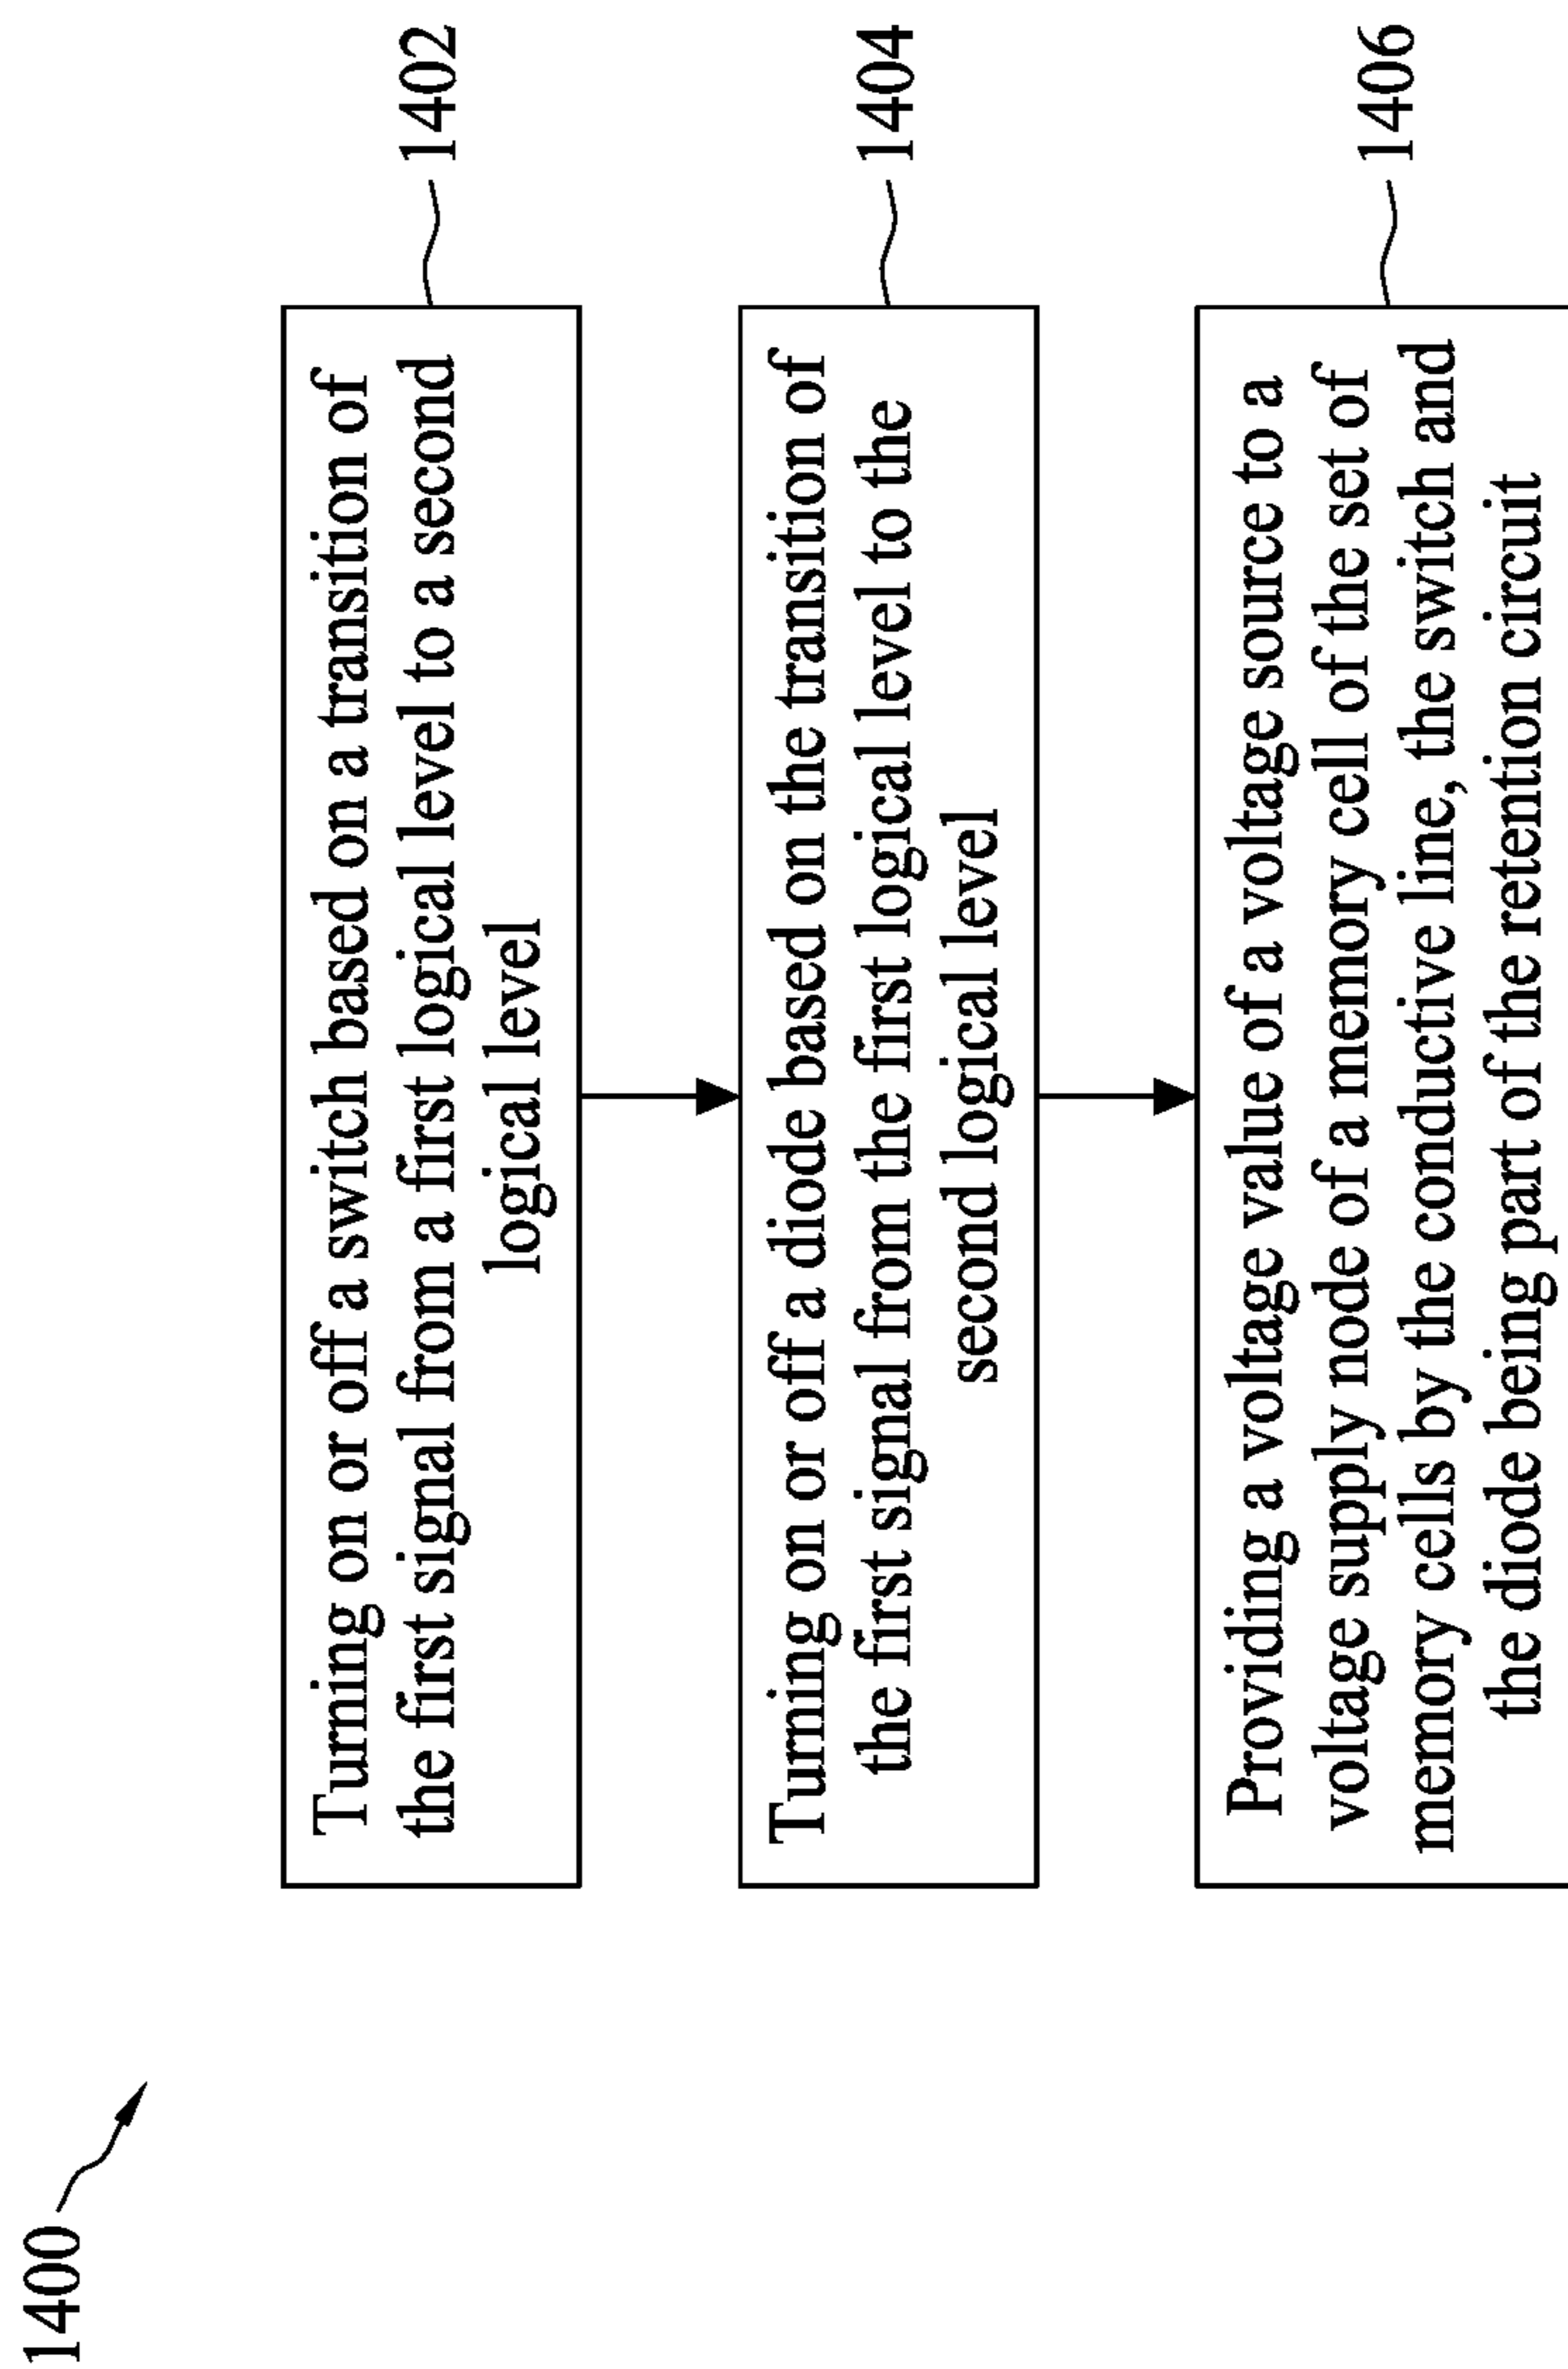 1400
Turning on or off a switch based on a transition of
the first signal from a first logical level to a second
logical level
1402
Turning on or off a diode based on the transition of
the first signal from the first logical level to the
second logical level
1404
Providing a voltage value of a voltage source to a
voltage supply node of a memory cell of the set of
memory cells by the conductive line, the switch and
the diode being part of the retention circuit
1406